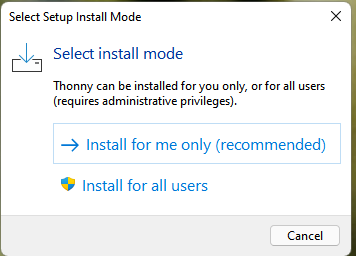 Select Setup Install Mode
Select install mode
Thonny can be installed for you only, or for all users
(requires administrative privileges).
Install for me only (recommended)
Install for all users
Cancel